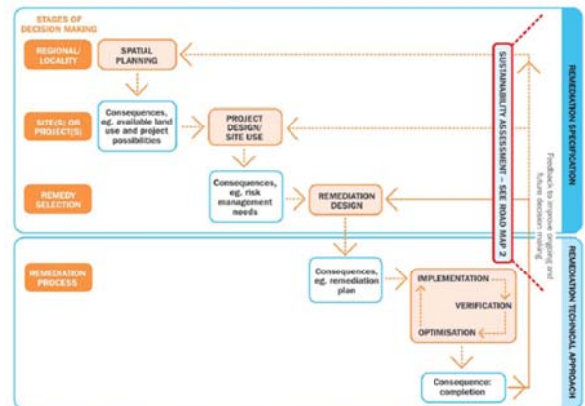 STAGES OF
DECISION MAKING
REGIONAL/
LOCALITY
SPATIAL
PLANNING
Consequences,
eg. available land
use and project
possibilities
SITE(S) OR
PROJECT(S)
PROJECT
DESIGN/
SITE USE
Consequences,
eg. risk
management
needs
REMEDY
SELECTION
REMEDIATION
DESIGN
REMEDIATION
PROCESS
Consequences,
eg. remediation
plan
IMPLEMENTATION
VERIFICATION
OPTIMISATION
Consequence:
completion
SUSTAINABILITY ASSESSMENT – SEE ROAD MAP 2
Feedback to improve ongoing and
future decision making
REMEDIATION SPECIFICATION
REMEDIATION TECHNICAL APPROACH